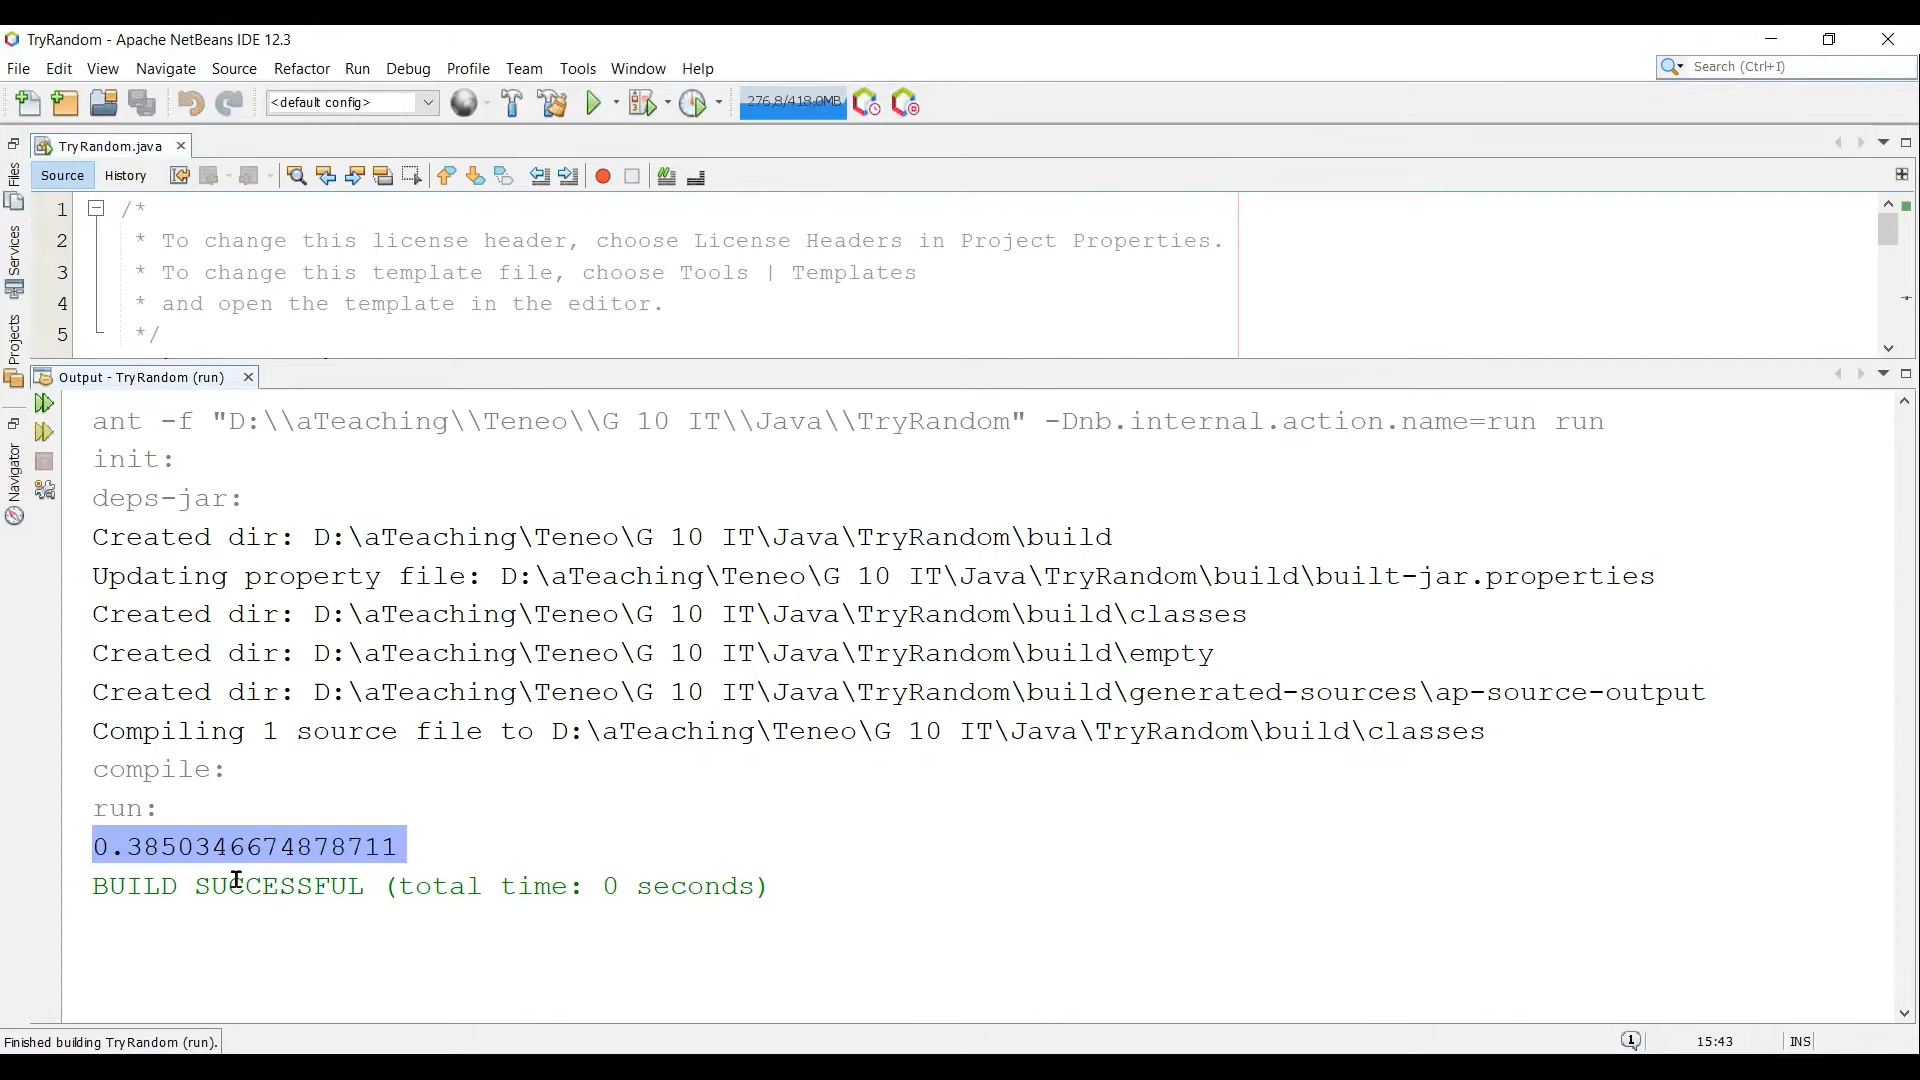 TryRandom - Apache NetBeans IDE 12.3
File Edit View Navigate Source Refactor Run Debug Profile Team Tools Window Help
Search (Ctrl+I)
<default config>
276,8/418,0MB
TryRandom.java
Source History
Files
Services
Projects
Navigator
1 /*
2 * To change this license header, choose License Headers in Project Properties.
3 * To change this template file, choose Tools | Templates
4 * and open the template in the editor.
5 */
Output - TryRandom (run)
ant -f "D:\\aTeaching\\Teneo\\G 10 IT\\Java\\TryRandom" -Dnb.internal.action.name=run run
init:
deps-jar:
Created dir: D:\aTeaching\Teneo\G 10 IT\Java\TryRandom\build
Updating property file: D:\aTeaching\Teneo\G 10 IT\Java\TryRandom\build\built-jar.properties
Created dir: D:\aTeaching\Teneo\G 10 IT\Java\TryRandom\build\classes
Created dir: D:\aTeaching\Teneo\G 10 IT\Java\TryRandom\build\empty
Created dir: D:\aTeaching\Teneo\G 10 IT\Java\TryRandom\build\generated-sources\ap-source-output
Compiling 1 source file to D:\aTeaching\Teneo\G 10 IT\Java\TryRandom\build\classes
compile:
run:
0.3850346674878711
BUILD SUCCESSFUL (total time: 0 seconds)
Finished building TryRandom (run).
1
15:43
INS